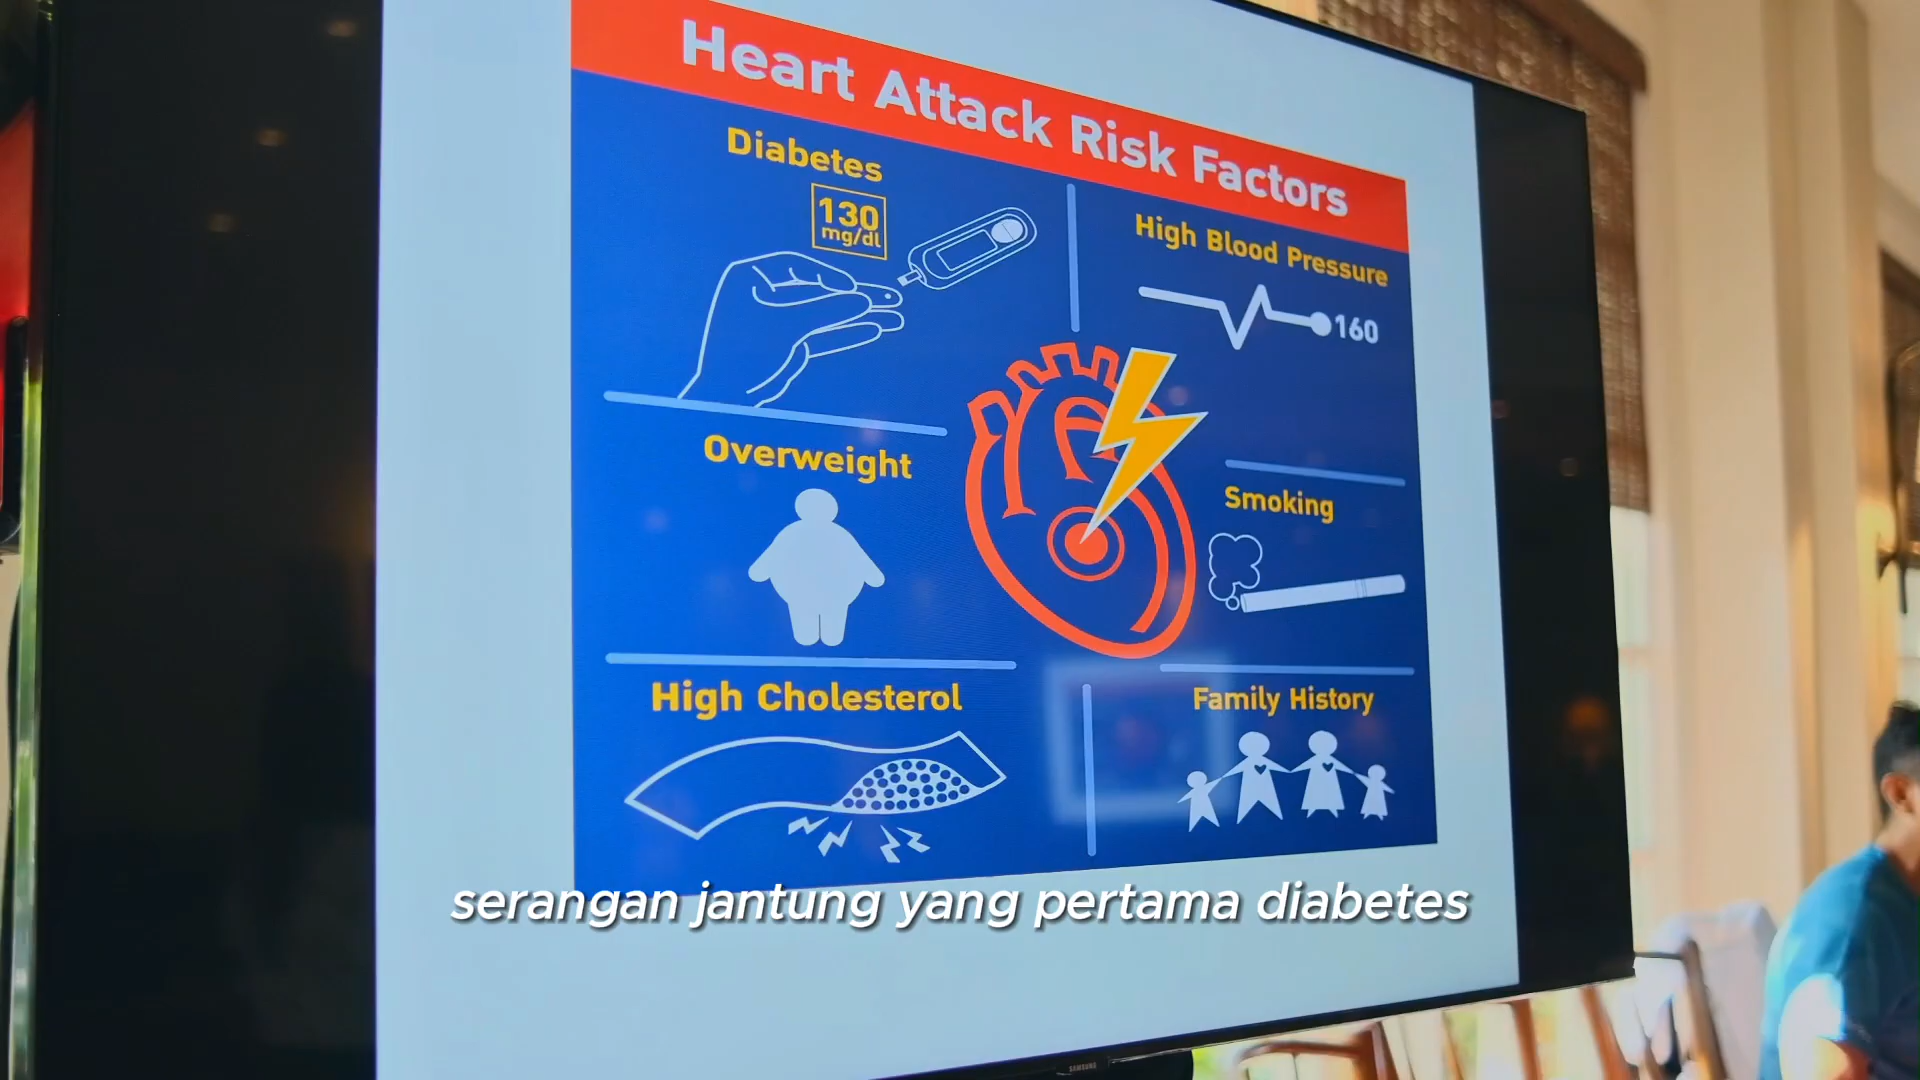 Heart Attack Risk Factors
Diabetes
130
mg/dl
High Blood Pressure
160
Overweight
Smoking
High Cholesterol
Family History
serangan jantung yang pertama diabetes
SAMSUNG